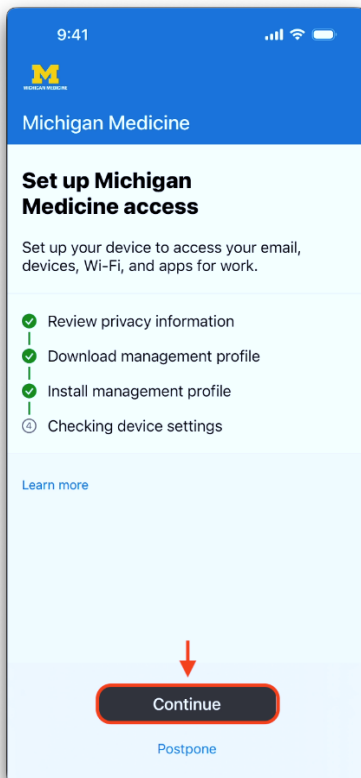 9:41
M
MICHIGAN MEDICINE
Michigan Medicine
Set up Michigan
Medicine access
Set up your device to access your email,
devices, Wi-Fi, and apps for work.
Review privacy information
Download management profile
Install management profile
4 Checking device settings
Learn more
Continue
Postpone